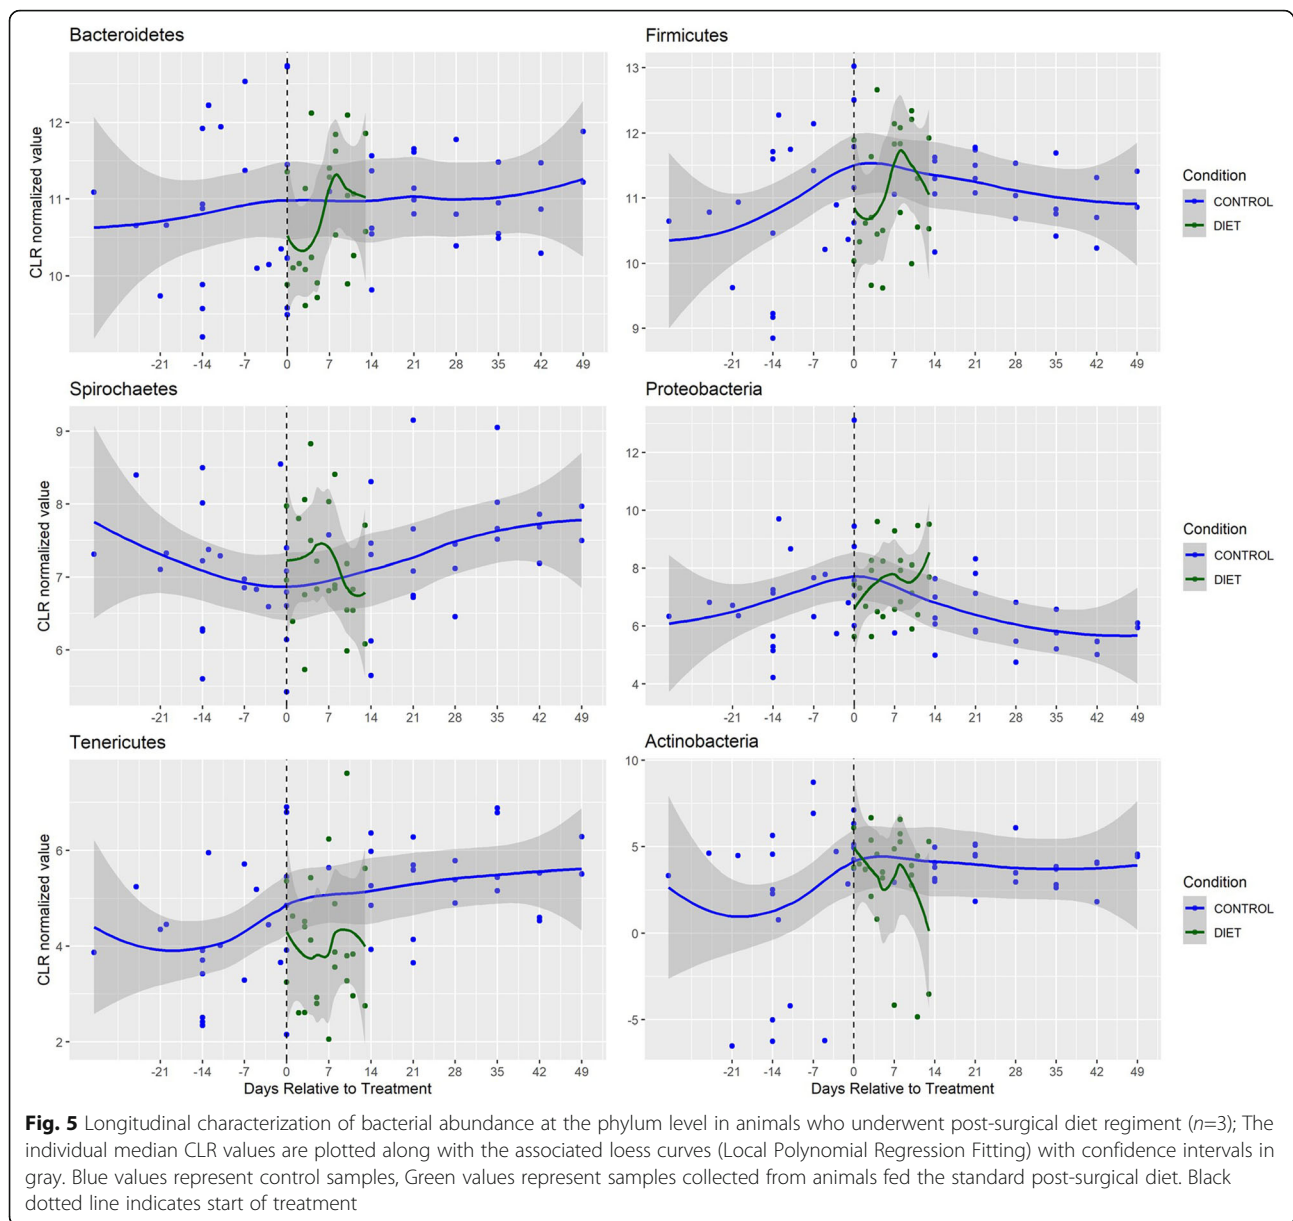 Bacteroidetes
Firmicutes
CLR normalized value
12
11
10
-21 -14 -7 0 7 14 21 28 35 42 49
13
12
11
10
9
-21 -14 -7 0 7 14 21 28 35 42 49
Condition
CONTROL
DIET
Spirochaetes
Proteobacteria
CLR normalized value
9
8
7
6
-21 -14 -7 0 7 14 21 28 35 42 49
12
10
8
6
4
-21 -14 -7 0 7 14 21 28 35 42 49
Condition
CONTROL
DIET
Tenericutes
Actinobacteria
CLR normalized value
6
4
2
-21 -14 -7 0 7 14 21 28 35 42 49
Days Relative to Treatment
10
5
0
-5
-21 -14 -7 0 7 14 21 28 35 42 49
Days Relative to Treatment
Condition
CONTROL
DIET
Fig. 5 Longitudinal characterization of bacterial abundance at the phylum level in animals who underwent post-surgical diet regiment (n=3); The
individual median CLR values are plotted along with the associated loess curves (Local Polynomial Regression Fitting) with confidence intervals in
gray. Blue values represent control samples, Green values represent samples collected from animals fed the standard post-surgical diet. Black
dotted line indicates start of treatment